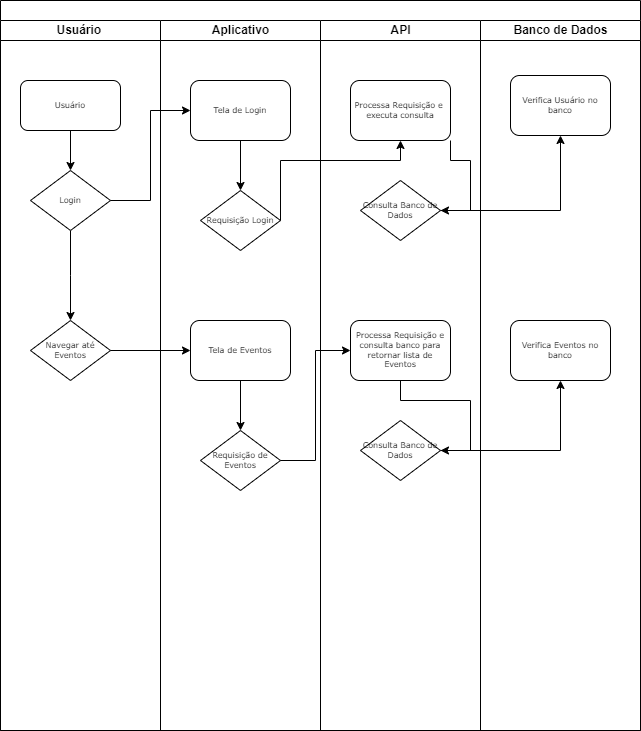 Usuário
Aplicativo
API
Banco de Dados
Usuário
Tela de Login
Processa Requisição e
executa consulta
Verifica Usuário no
banco
Login
Requisição Login
Consulta Banco de
Dados
Navegar até
Eventos
Tela de Eventos
Processa Requisição e
consulta banco para
retornar lista de
Eventos
Verifica Eventos no
banco
Requisição de
Eventos
Consulta Banco de
Dados